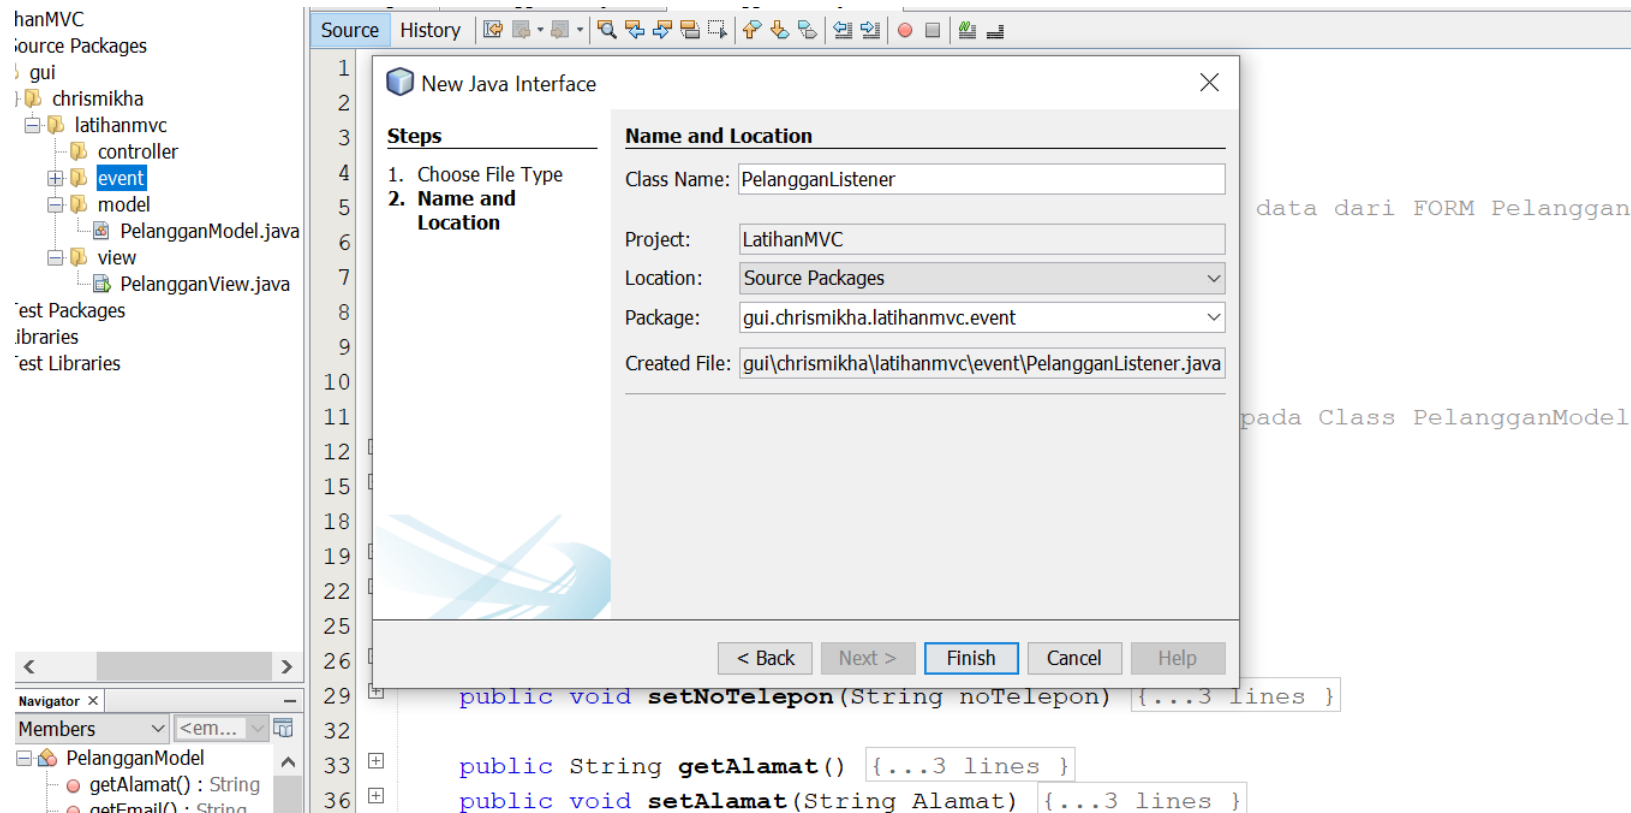 hanMVC
Source Packages
gui
chrismikha
latihanmvc
controller
event
model
PelangganModel.java
view
PelangganView.java
Test Packages
Libraries
Test Libraries
Navigator
Members
<em...
PelangganModel
getAlamat() : String
getEmail() : String
Source History
1
2
3
4
5 data dari FORM Pelanggan
6
7
8
9
10
11 pada Class PelangganModel
12
15
18
19
22
25
26
29 public void setNoTelepon(String noTelepon) {...3 lines }
32
33 public String getAlamat() {...3 lines }
36 public void setAlamat(String Alamat) {...3 lines }
New Java Interface
Steps
1. Choose File Type
2. Name and
Location
Name and Location
Class Name: PelangganListener
Project: LatihanMVC
Location: Source Packages
Package: gui.chrismikha.latihanmvc.event
Created File: gui\chrismikha\latihanmvc\event\PelangganListener.java
< Back Next > Finish Cancel Help